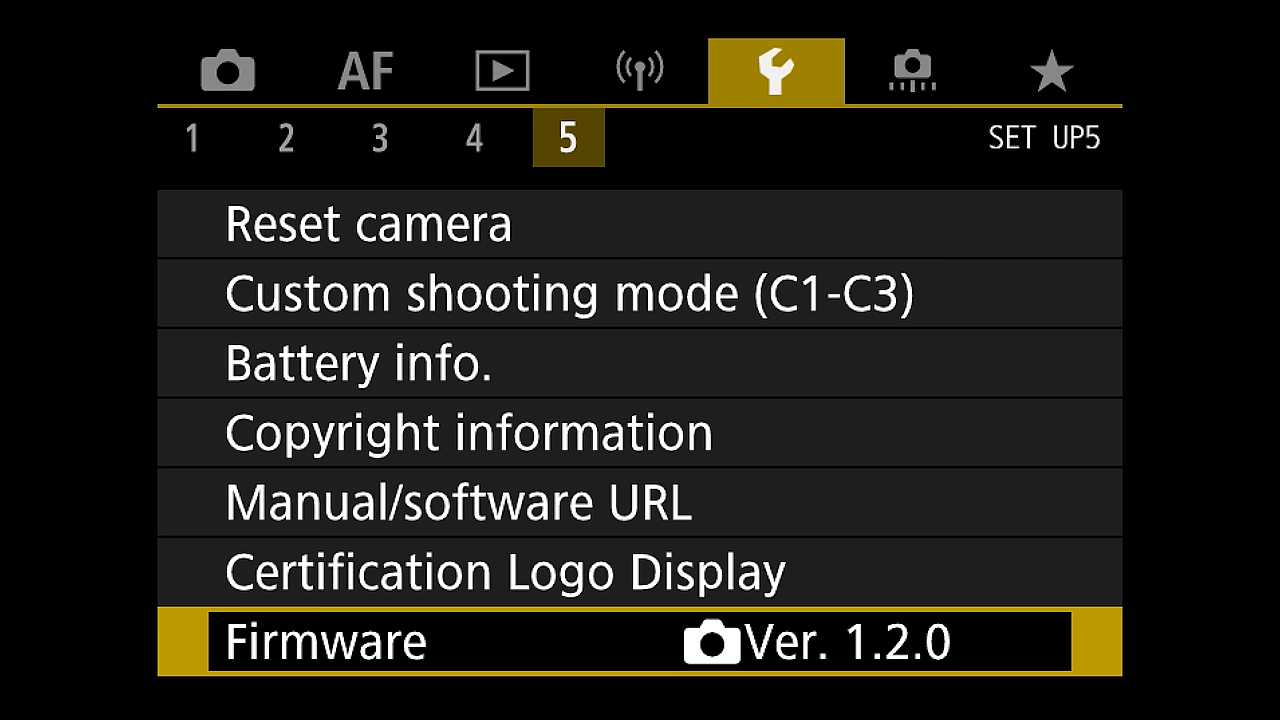 AF
1 2 3 4 5 SET UP5
Reset camera
Custom shooting mode (C1-C3)
Battery info.
Copyright information
Manual/software URL
Certification Logo Display
Firmware Ver. 1.2.0